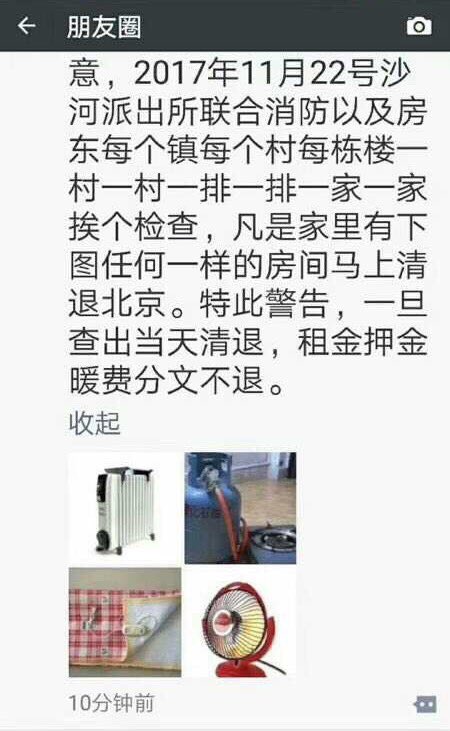 朋友圈
意，2017年11月22号沙
河派出所联合消防以及房
东每个镇每个村每栋楼一
村一村一排一排一家一家
挨个检查，凡是家里有下
图任何一样的房间马上清
退北京。特此警告，一旦
查出当天清退，租金押金
暖费分文不退。
收起
10分钟前